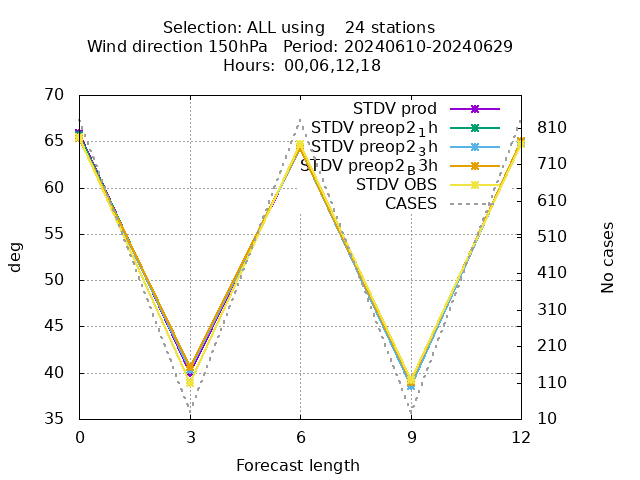 Selection: ALL using 24 stations
Wind direction 150hPa Period: 20240610-20240629
Hours: 00,06,12,18
STDV prod
STDV preop2₁h
STDV preop2₃h
STDV preop2_B3h
STDV OBS
CASES
70
65
60
55
50
45
40
35
810
710
610
510
410
310
210
110
10
0 3 6 9 12
deg
No cases
Forecast length